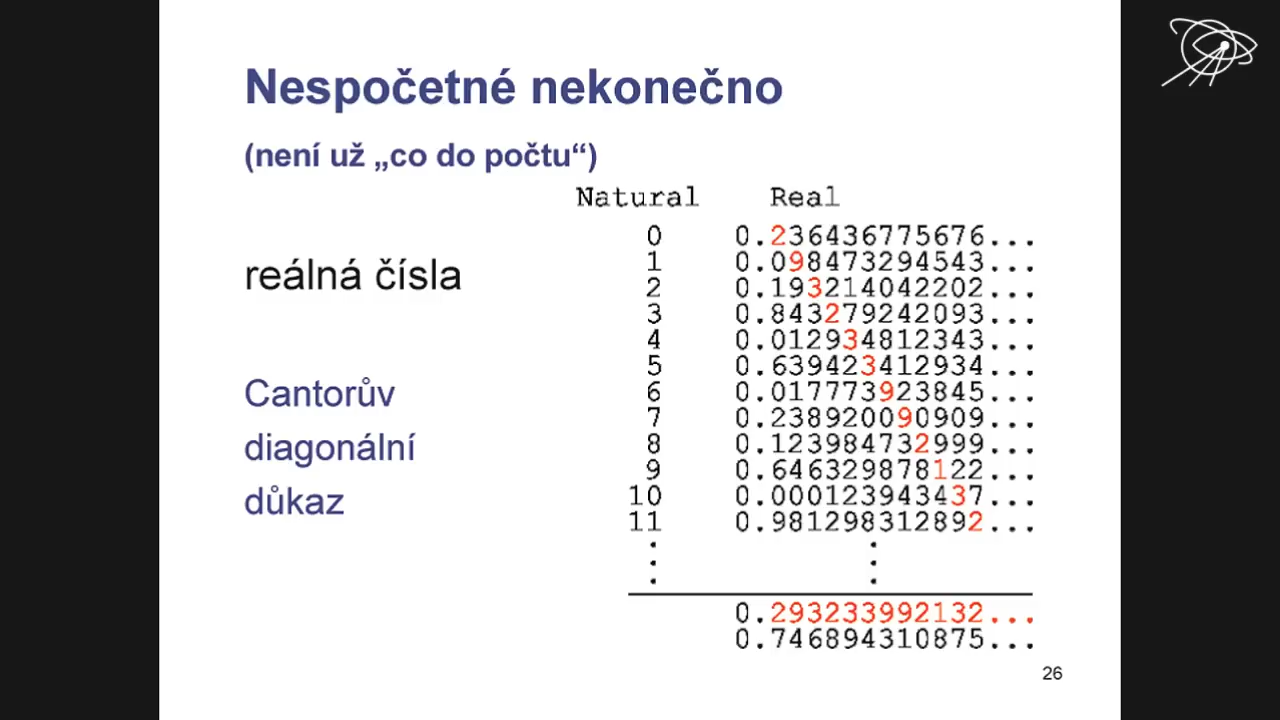 Nespočetné nekonečno
(není už „co do počtu“)
Natural Real
0 0.236436775676...
1 0.098473294543...
reálná čísla
2 0.193214042202...
3 0.843279242093...
4 0.012934812343...
5 0.639423412934...
Cantorův
6 0.017773923845...
7 0.238920090909...
diagonální
8 0.123984732999...
9 0.646329878122...
důkaz
10 0.000123943437...
11 0.981298312892...
: :
0.293233992132...
0.746894310875...
26